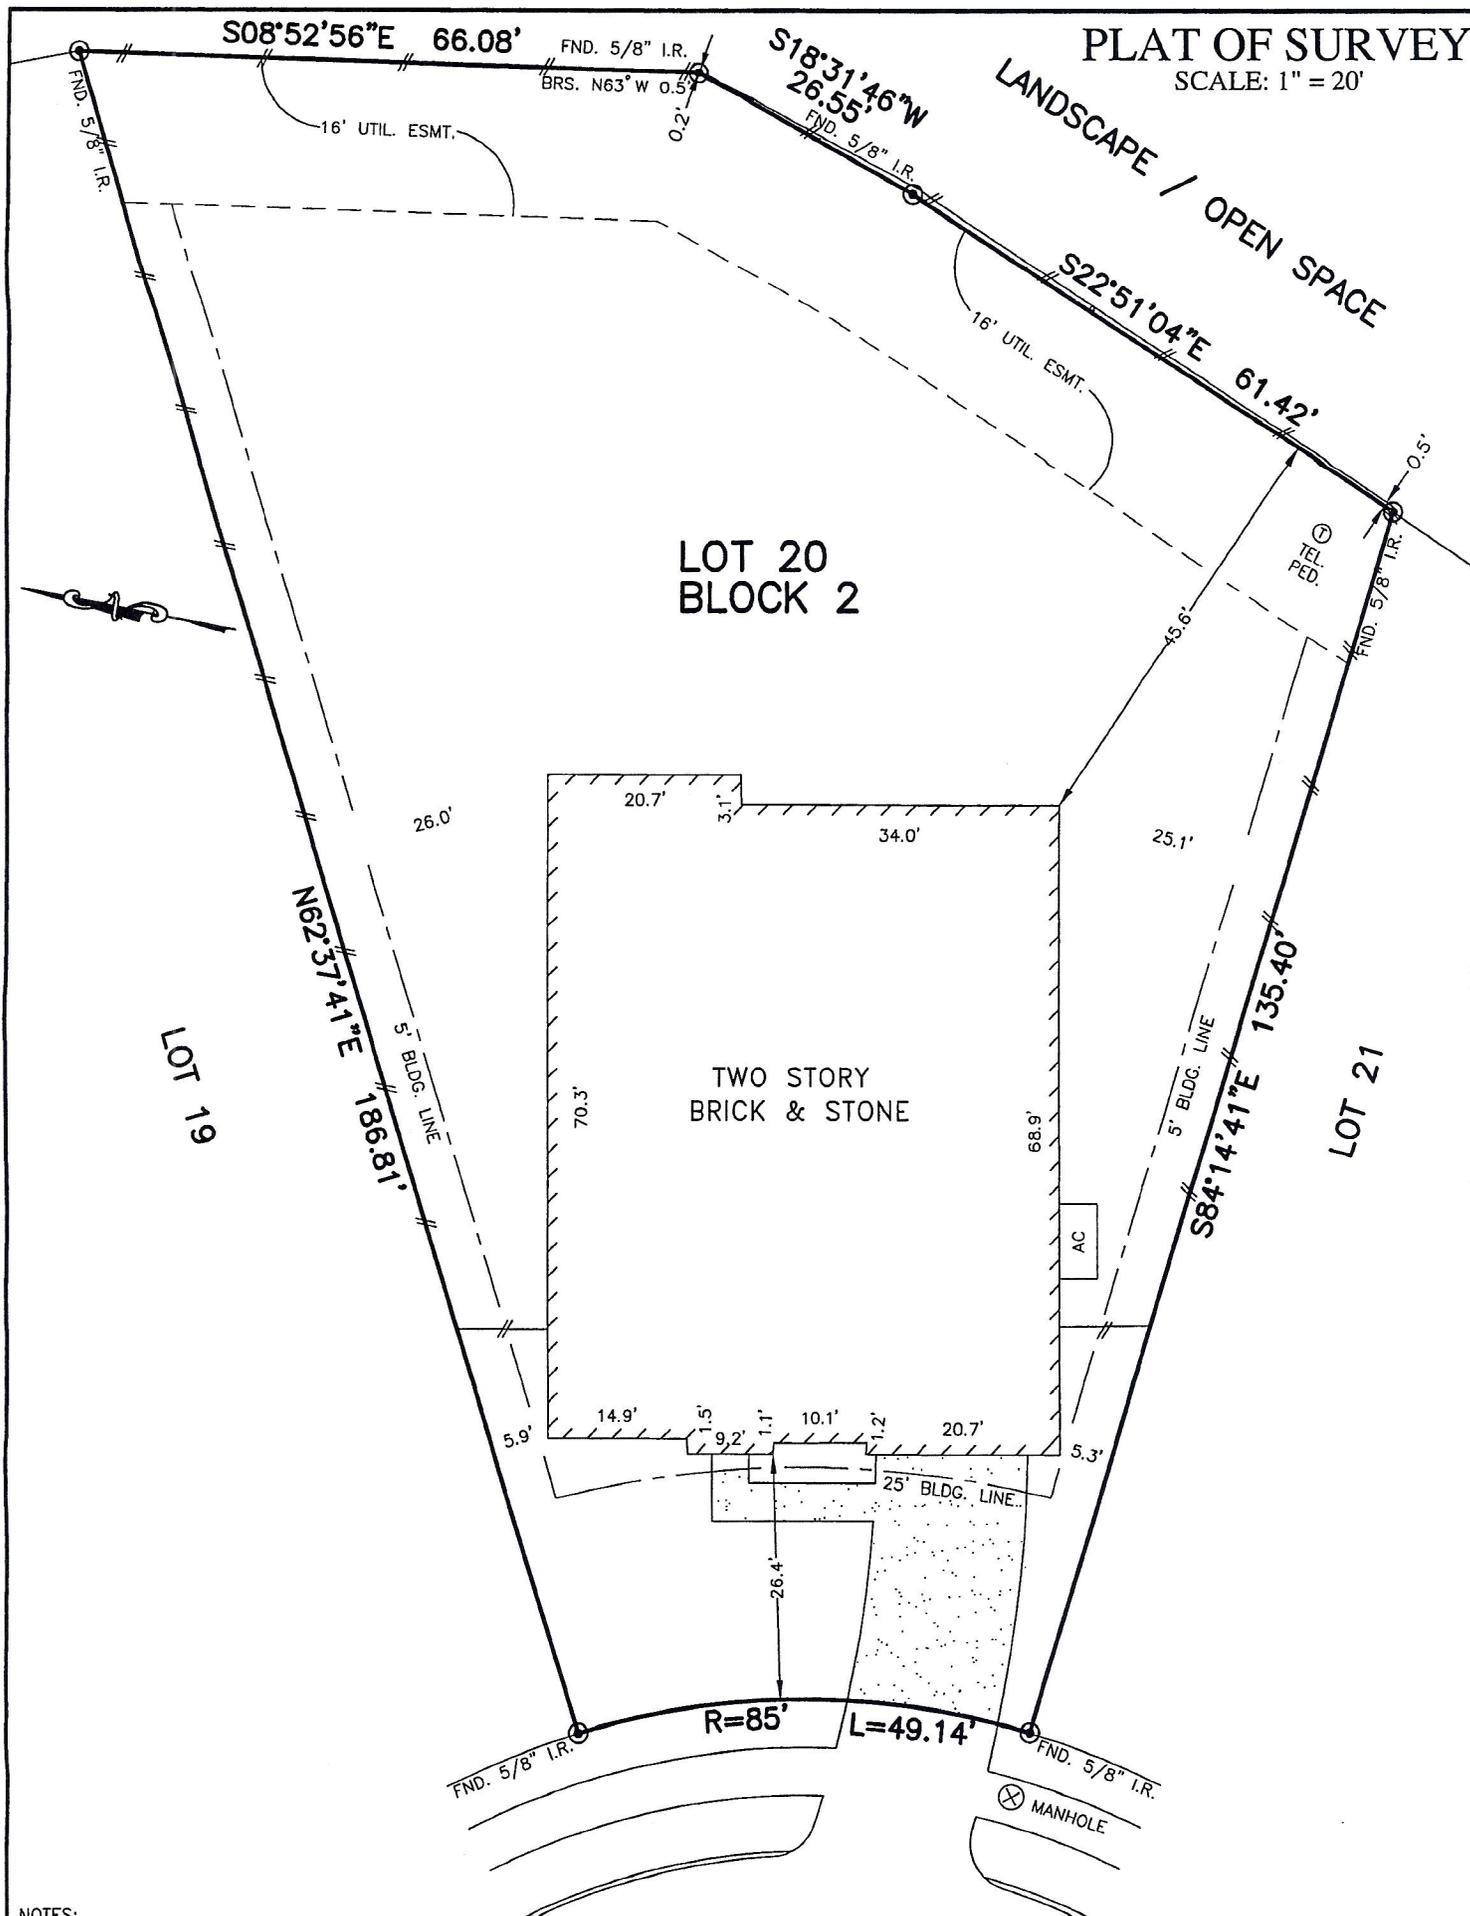 PLAT OF SURVEY
SCALE: 1" = 20'
S08°52'56"E 66.08'
FND. 5/8" I.R.
BRS. N63°W 0.5'
0.2'
S18°31'46"W
26.55'
FND. 5/8" I.R.
LANDSCAPE / OPEN SPACE
FND. 5/8" I.R.
16' UTIL. ESMT.
S22°51'04"E 61.42'
16' UTIL. ESMT.
0.5'
T
TEL.
PED.
FND. 5/8" I.R.
LOT 20
BLOCK 2
45.6'
20.7'
3.1'
34.0'
26.0'
25.1'
N62°37'41"E 186.81'
5' BLDG. LINE
LOT 19
TWO STORY
BRICK & STONE
70.3'
68.9'
S84°14'41"E 135.40'
5' BLDG. LINE
LOT 21
AC
14.9'
1.5'
9.2'
1.1'
10.1'
1.2'
20.7'
5.9'
5.3'
25' BLDG. LINE
26.4'
R=85' L=49.14'
FND. 5/8" I.R.
FND. 5/8" I.R.
MANHOLE
NOTES: